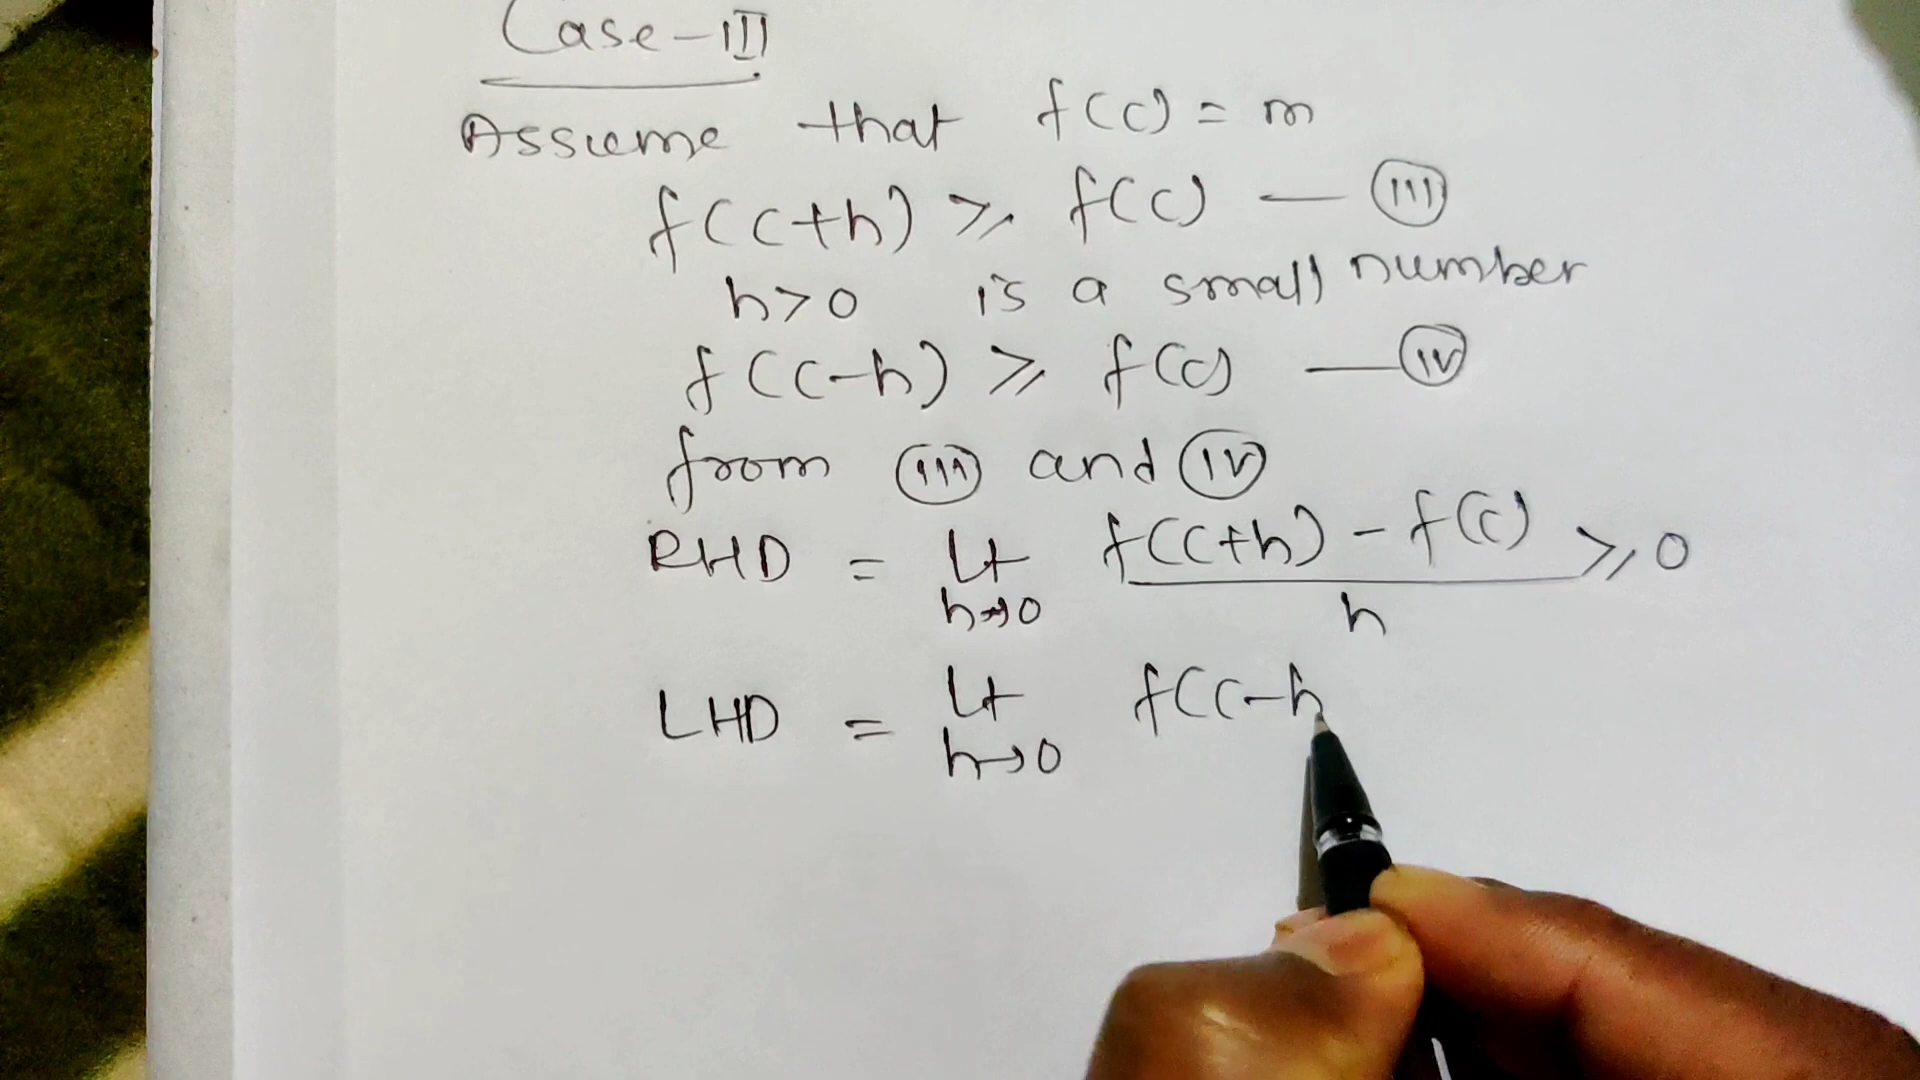 Case-III
Assume that f(c) = m
f(c+h) ⩾ f(c) — (III)
h>0 is a small number
f(c-h) ⩾ f(c) — (IV)
from (III) and (IV)
RHD = Lt h→0 f(c+h) - f(c) / h ⩾ 0
LHD = Lt h→0 f(c-h